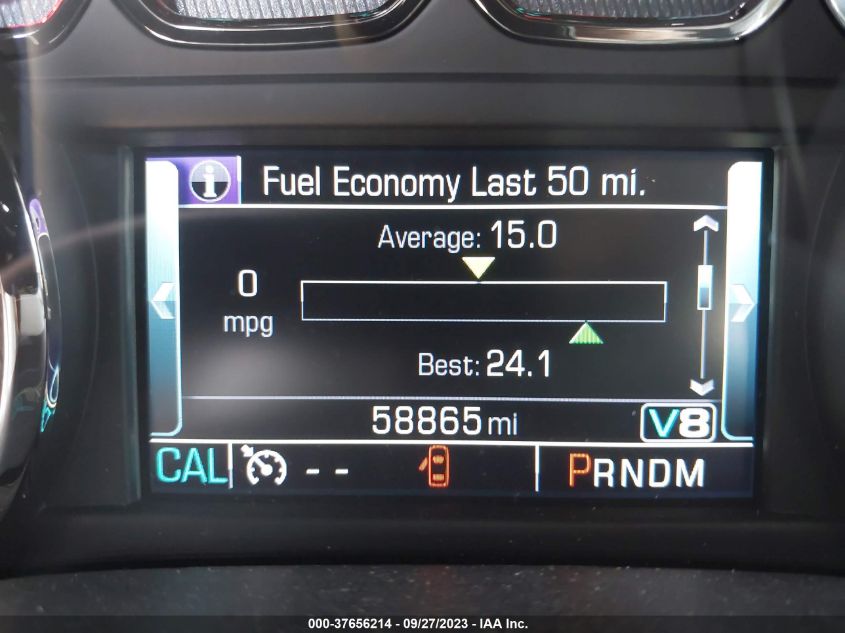 Fuel Economy Last 50 mi.
Average: 15.0
0
mpg
Best: 24.1
58865 mi V8
CAL -- PRNDM
000-37656214 - 09/27/2023 - IAA Inc.